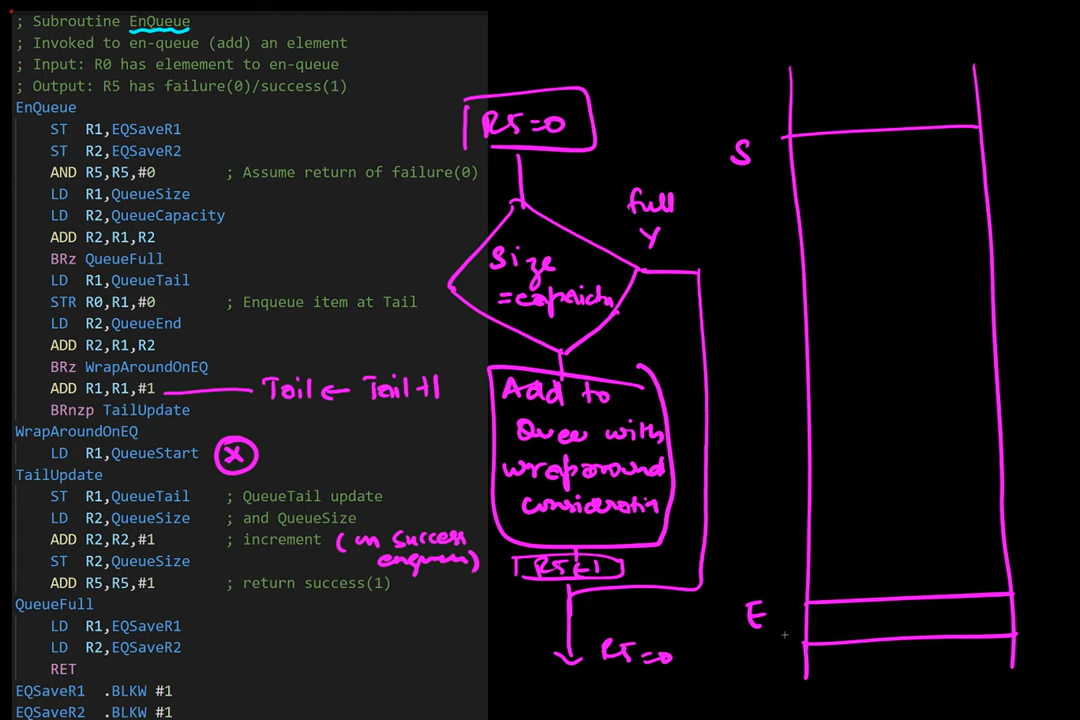 ; Subroutine EnQueue
; Invoked to en-queue (add) an element
; Input: R0 has elemement to en-queue
; Output: R5 has failure(0)/success(1)
EnQueue
ST R1,EQSaveR1
ST R2,EQSaveR2
AND R5,R5,#0 ; Assume return of failure(0)
LD R1,QueueSize
LD R2,QueueCapacity
ADD R2,R1,R2
BRz QueueFull
LD R1,QueueTail
STR R0,R1,#0 ; Enqueue item at Tail
LD R2,QueueEnd
ADD R2,R1,R2
BRz WrapAroundOnEQ
ADD R1,R1,#1
BRnzp TailUpdate
WrapAroundOnEQ
LD R1,QueueStart
TailUpdate
ST R1,QueueTail ; QueueTail update
LD R2,QueueSize ; and QueueSize
ADD R2,R2,#1 ; increment
ST R2,QueueSize
ADD R5,R5,#1 ; return success(1)
QueueFull
LD R1,EQSaveR1
LD R2,EQSaveR2
RET
EQSaveR1 .BLKW #1
EQSaveR2 .BLKW #1
Tail ← Tail+1
X
success
R5=0
full
Y
Size
=
Add to
with
wraparound
R5←1
R5=0
S
E